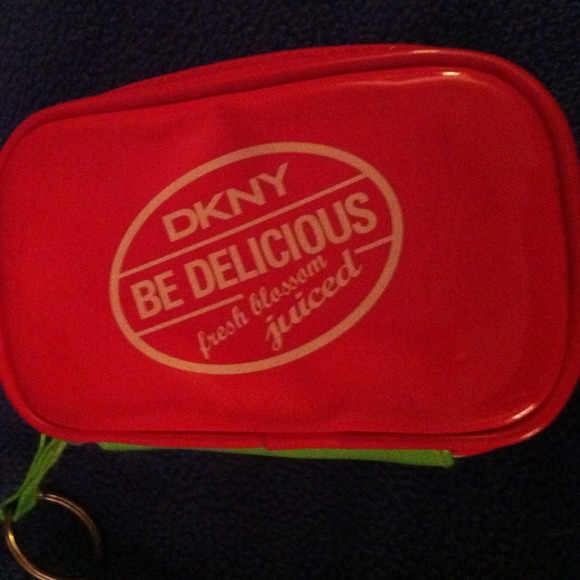 DKNY
BE DELICIOUS
fresh blossom
juiced